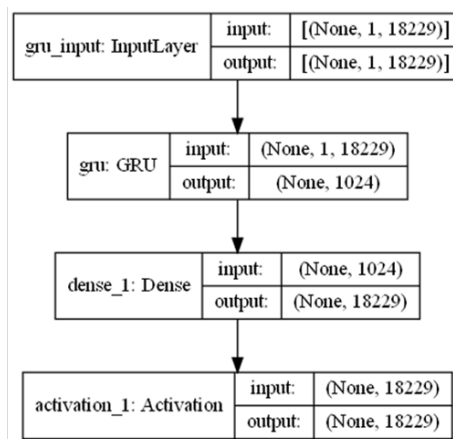 gru_input: InputLayer input: [(None, 1, 18229)]
output: [(None, 1, 18229)]
gru: GRU input: (None, 1, 18229)
output: (None, 1024)
dense_1: Dense input: (None, 1024)
output: (None, 18229)
activation_1: Activation input: (None, 18229)
output: (None, 18229)